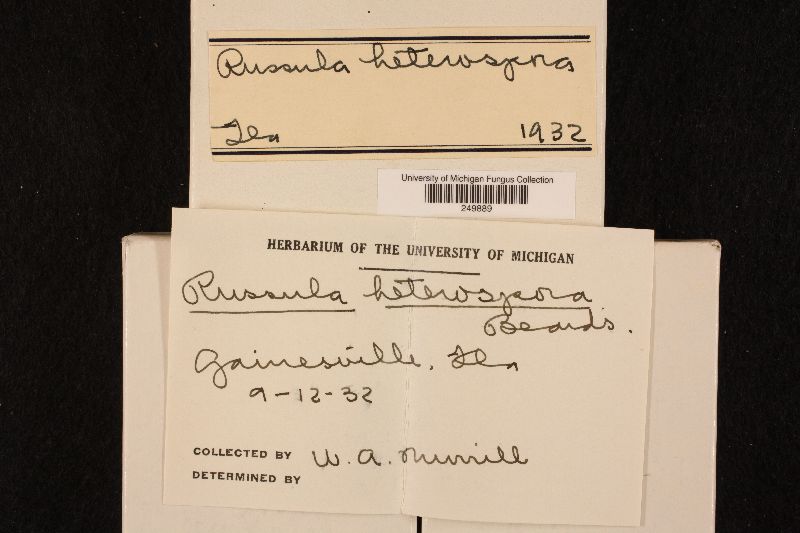 Russula heterospora
Fla
1932
University of Michigan Fungus Collection
249889
HERBARIUM OF THE UNIVERSITY OF MICHIGAN
Russula heterospora
Beards.
Gainesville, Fla
9-12-32
COLLECTED BY W. A. Murrill
DETERMINED BY